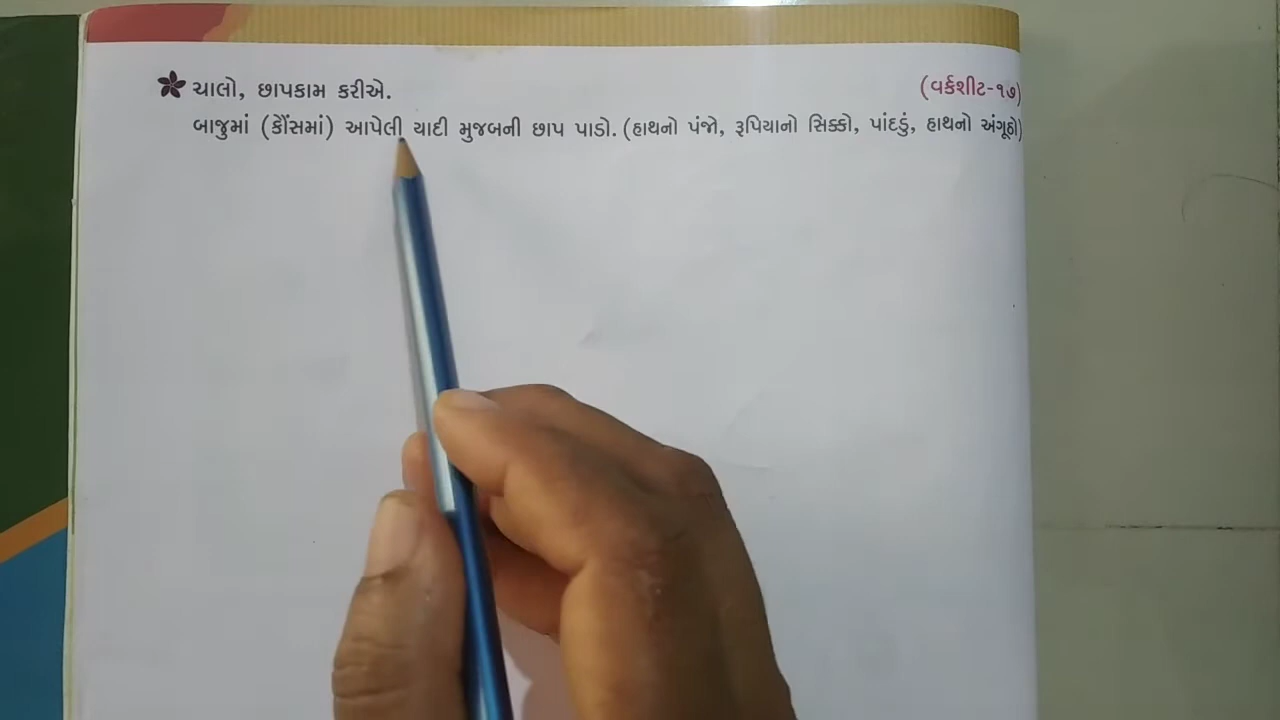 ચાલો, છાપકામ કરીએ. (વર્કશીટ-૧૭)
બાજુમાં (કૌંસમાં) આપેલી યાદી મુજબની છાપ પાડો. (હાથનો પંજો, રૂપિયાનો સિક્કો, પાંદડું, હાથનો અંગૂઠો)